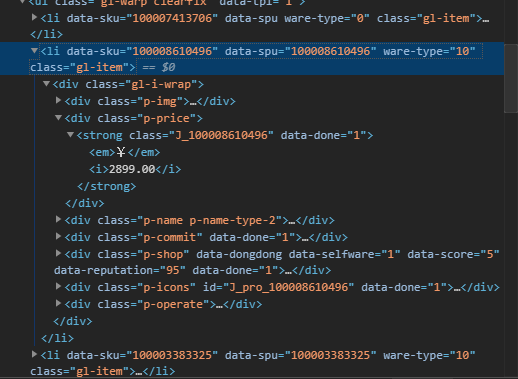 <ul class="gl-warp clearfix" data-tpl="1">
<li data-sku="100007413706" data-spu ware-type="0" class="gl-item">…
</li>
<li data-sku="100008610496" data-spu="100008610496" ware-type="10"
class="gl-item"> == $0
<div class="gl-i-wrap">
<div class="p-img">…</div>
<div class="p-price">
<strong class="J_100008610496" data-done="1">
<em>¥</em>
<i>2899.00</i>
</strong>
</div>
<div class="p-name p-name-type-2">…</div>
<div class="p-commit" data-done="1">…</div>
<div class="p-shop" data-dongdong data-selfware="1" data-score="5"
data-reputation="95" data-done="1">…</div>
<div class="p-icons" id="J_pro_100008610496" data-done="1">…</div>
<div class="p-operate">…</div>
</div>
</li>
<li data-sku="100003383325" data-spu="100003383325" ware-type="10"
class="gl-item">…</li>